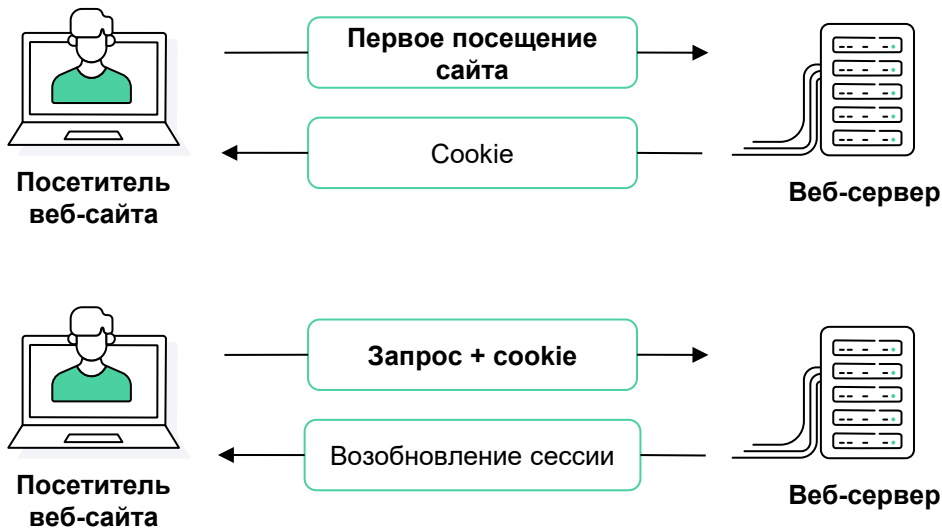 Первое посещение
сайта
Cookie
Посетитель
веб-сайта
Веб-сервер
Запрос + cookie
Возобновление сессии
Посетитель
веб-сайта
Веб-сервер